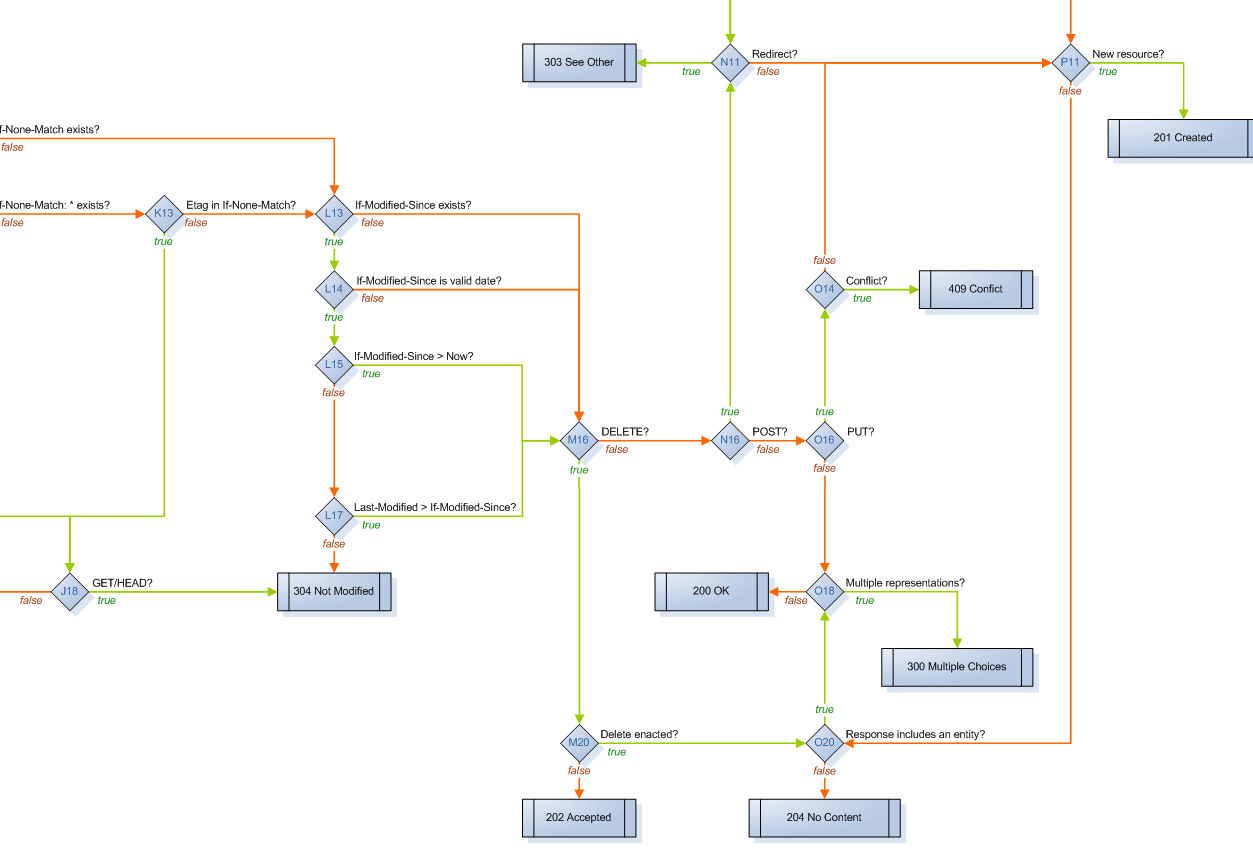 303 See Other
N11
Redirect?
true
false
P11
New resource?
true
false
201 Created
f-None-Match exists?
false
f-None-Match: * exists?
false
K13
Etag in If-None-Match?
false
true
L13
If-Modified-Since exists?
false
true
L14
If-Modified-Since is valid date?
false
true
false
O14
Conflict?
true
409 Confict
L15
If-Modified-Since > Now?
true
false
M16
DELETE?
false
true
true
N16
POST?
false
true
O16
PUT?
false
L17
Last-Modified > If-Modified-Since?
true
false
false
J18
GET/HEAD?
true
304 Not Modified
200 OK
false
O18
Multiple representations?
true
300 Multiple Choices
M20
Delete enacted?
true
false
true
O20
Response includes an entity?
false
202 Accepted
204 No Content